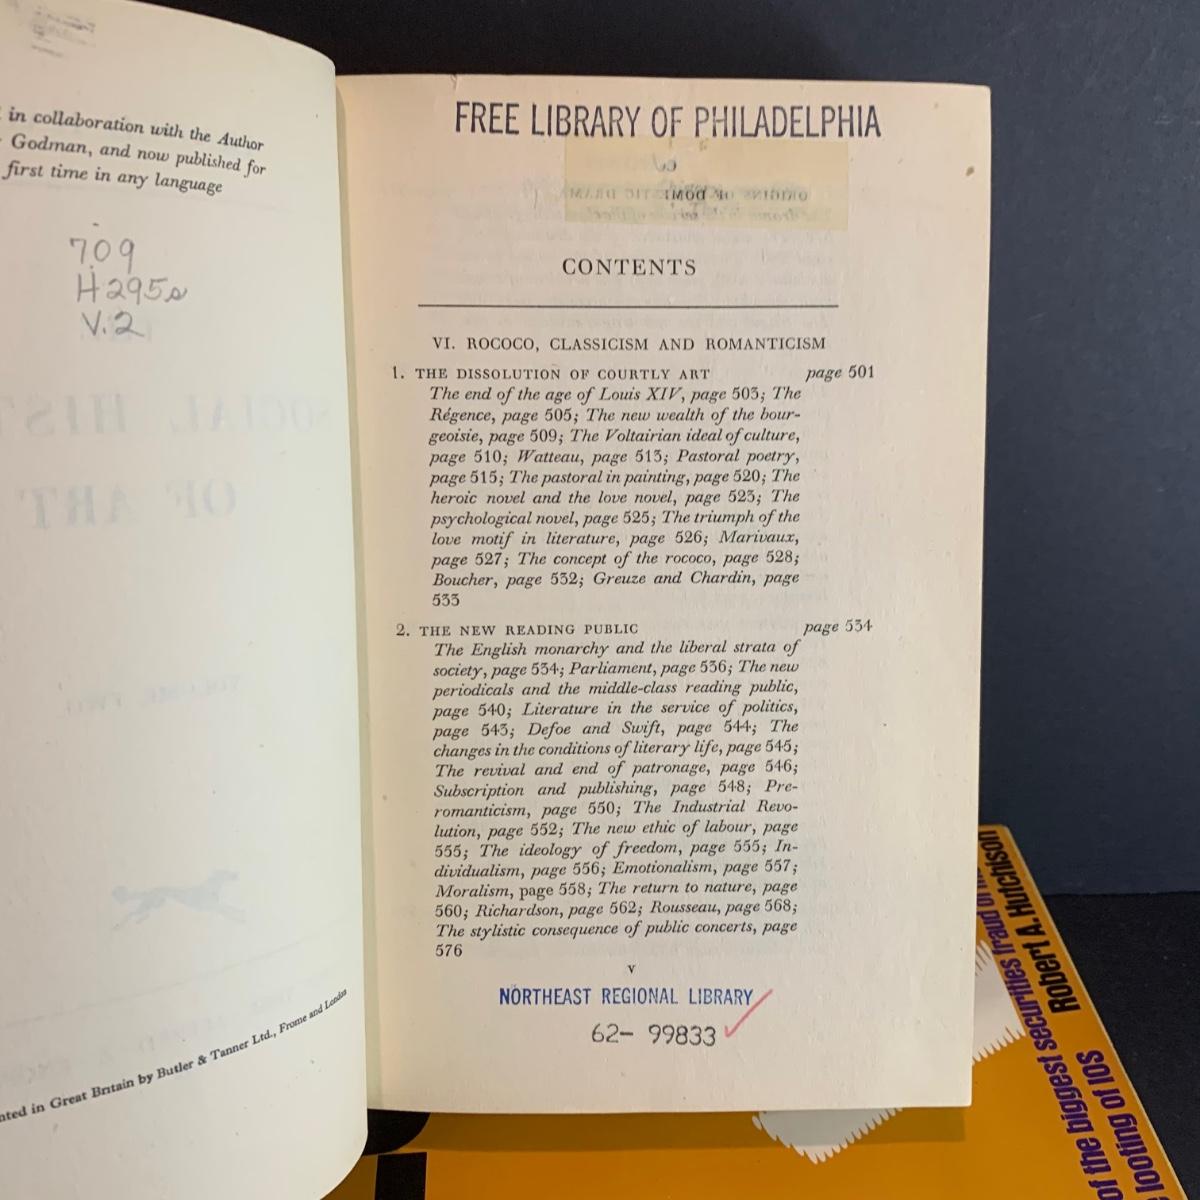 in collaboration with the Author
Godman, and now published for
first time in any language
709
H295s
V.2
Printed in Great Britain by Butler & Tanner Ltd., Frome and London
FREE LIBRARY OF PHILADELPHIA
CONTENTS
VI. ROCOCO, CLASSICISM AND ROMANTICISM
1. THE DISSOLUTION OF COURTLY ART page 501
The end of the age of Louis XIV, page 503; The
Régence, page 505; The new wealth of the bour-
geoisie, page 509; The Voltairian ideal of culture,
page 510; Watteau, page 513; Pastoral poetry,
page 515; The pastoral in painting, page 520; The
heroic novel and the love novel, page 523; The
psychological novel, page 525; The triumph of the
love motif in literature, page 526; Marivaux,
page 527; The concept of the rococo, page 528;
Boucher, page 532; Greuze and Chardin, page
533
2. THE NEW READING PUBLIC page 534
The English monarchy and the liberal strata of
society, page 534; Parliament, page 536; The new
periodicals and the middle-class reading public,
page 540; Literature in the service of politics,
page 543; Defoe and Swift, page 544; The
changes in the conditions of literary life, page 545;
The revival and end of patronage, page 546;
Subscription and publishing, page 548; Pre-
romanticism, page 550; The Industrial Revo-
lution, page 552; The new ethic of labour, page
555; The ideology of freedom, page 555; In-
dividualism, page 556; Emotionalism, page 557;
Moralism, page 558; The return to nature, page
560; Richardson, page 562; Rousseau, page 568;
The stylistic consequence of public concerts, page
576
v
NORTHEAST REGIONAL LIBRARY
62- 99833
Robert A. Hutchison
of the biggest securities fraud of the
looting of IOS